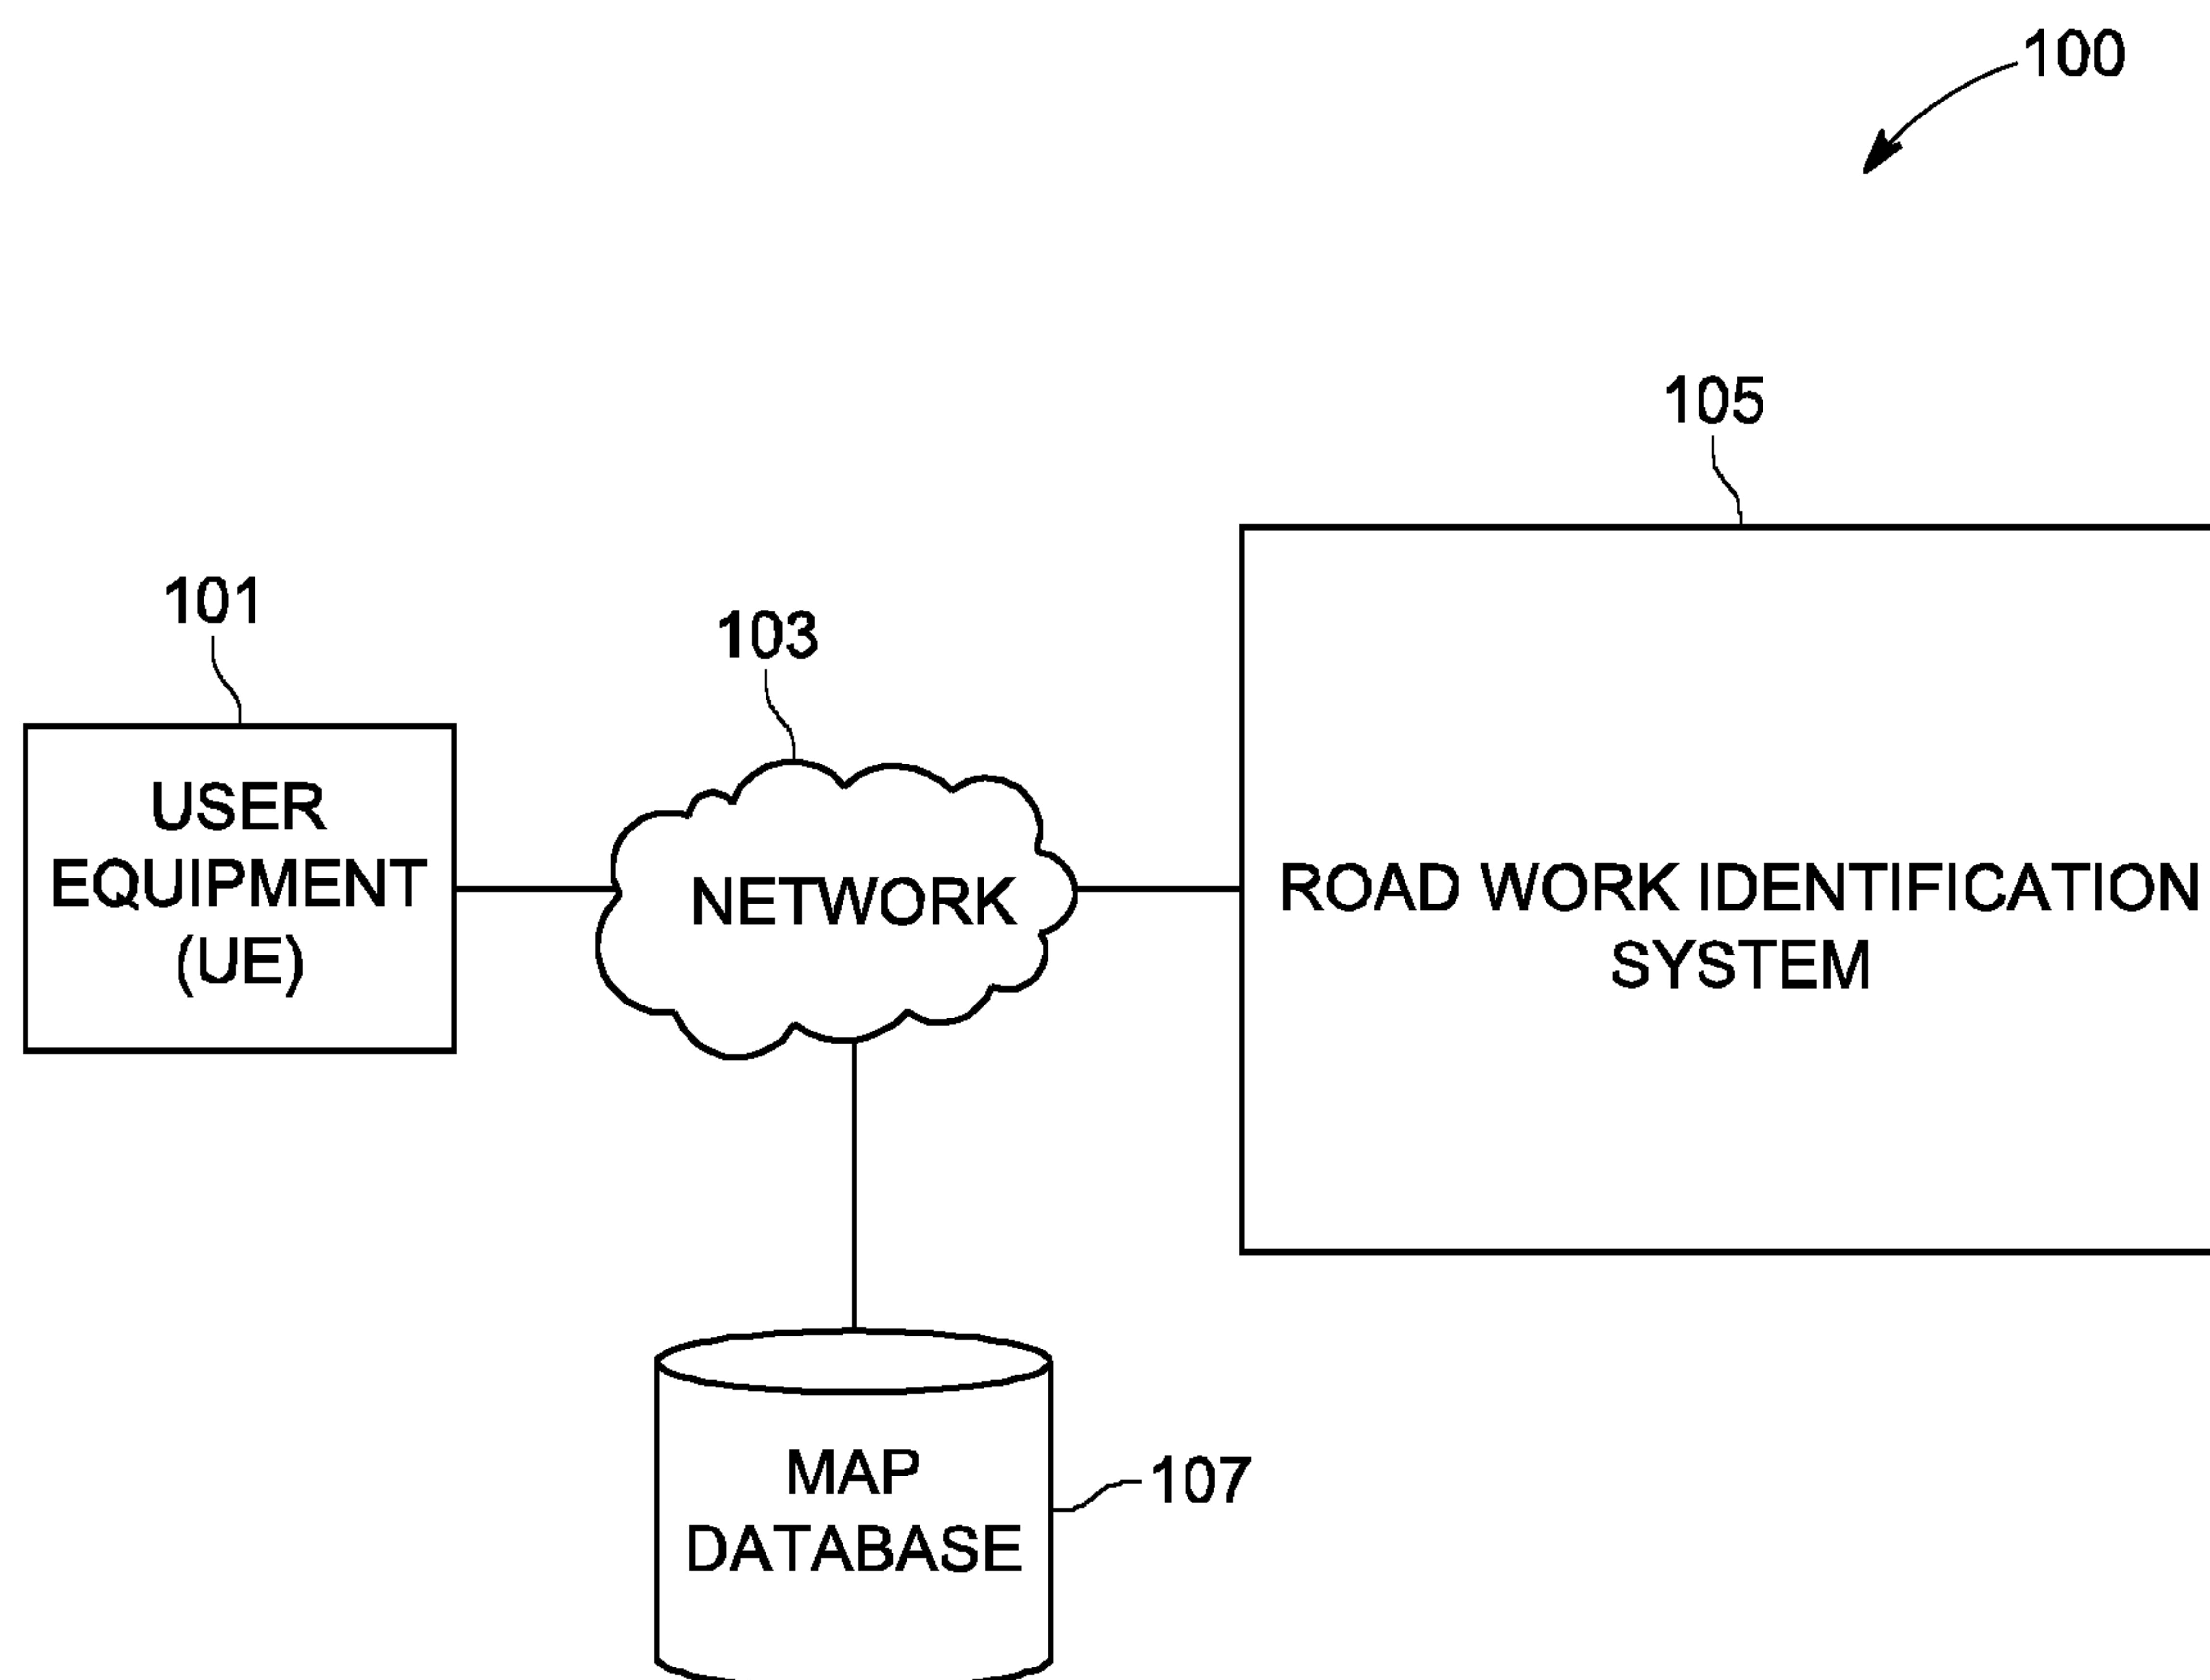 100
105
101
103
USER
EQUIPMENT
(UE)
NETWORK
ROAD WORK IDENTIFICATION
SYSTEM
MAP
DATABASE
107